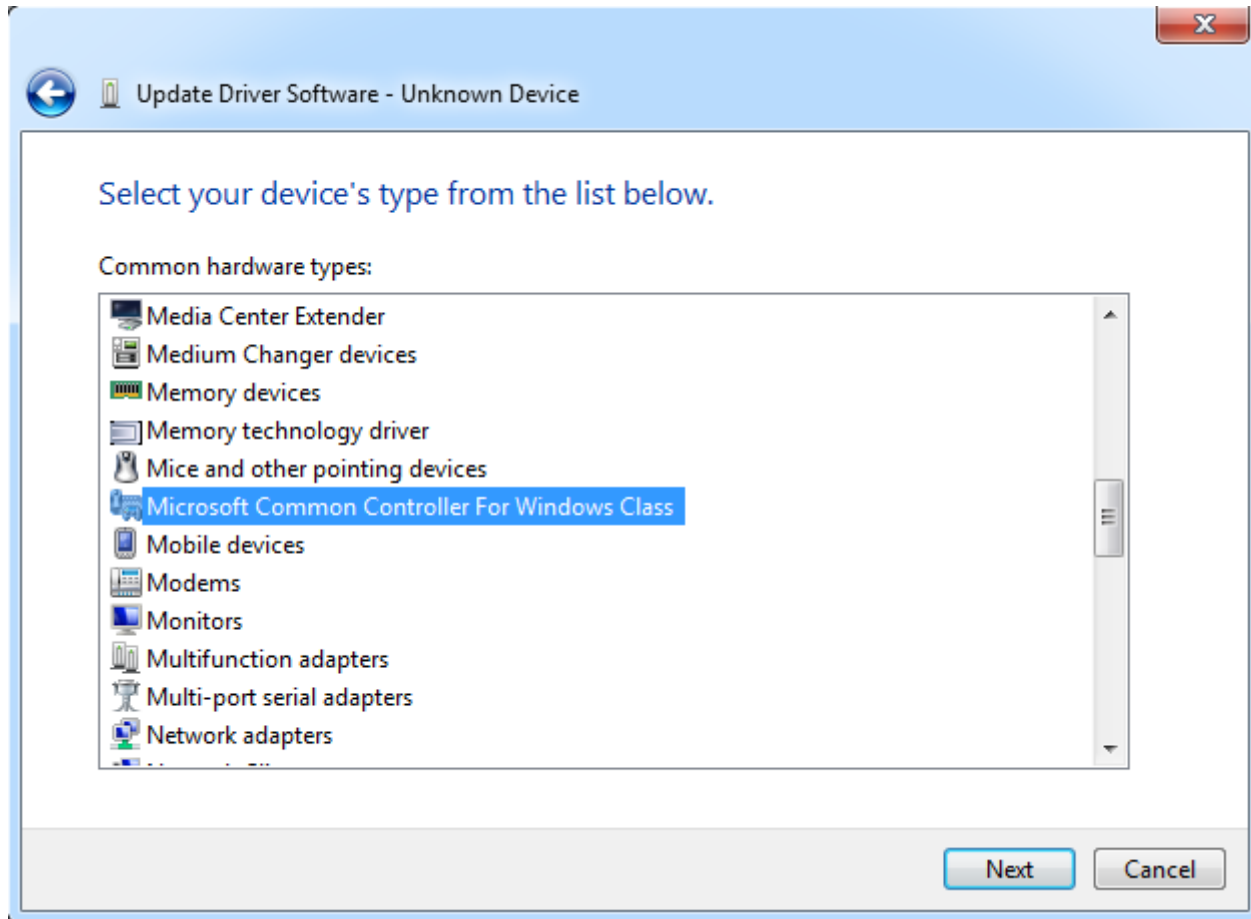 Update Driver Software - Unknown Device
Select your device's type from the list below.
Common hardware types:
Media Center Extender
Medium Changer devices
Memory devices
Memory technology driver
Mice and other pointing devices
Microsoft Common Controller For Windows Class
Mobile devices
Modems
Monitors
Multifunction adapters
Multi-port serial adapters
Network adapters
Next
Cancel